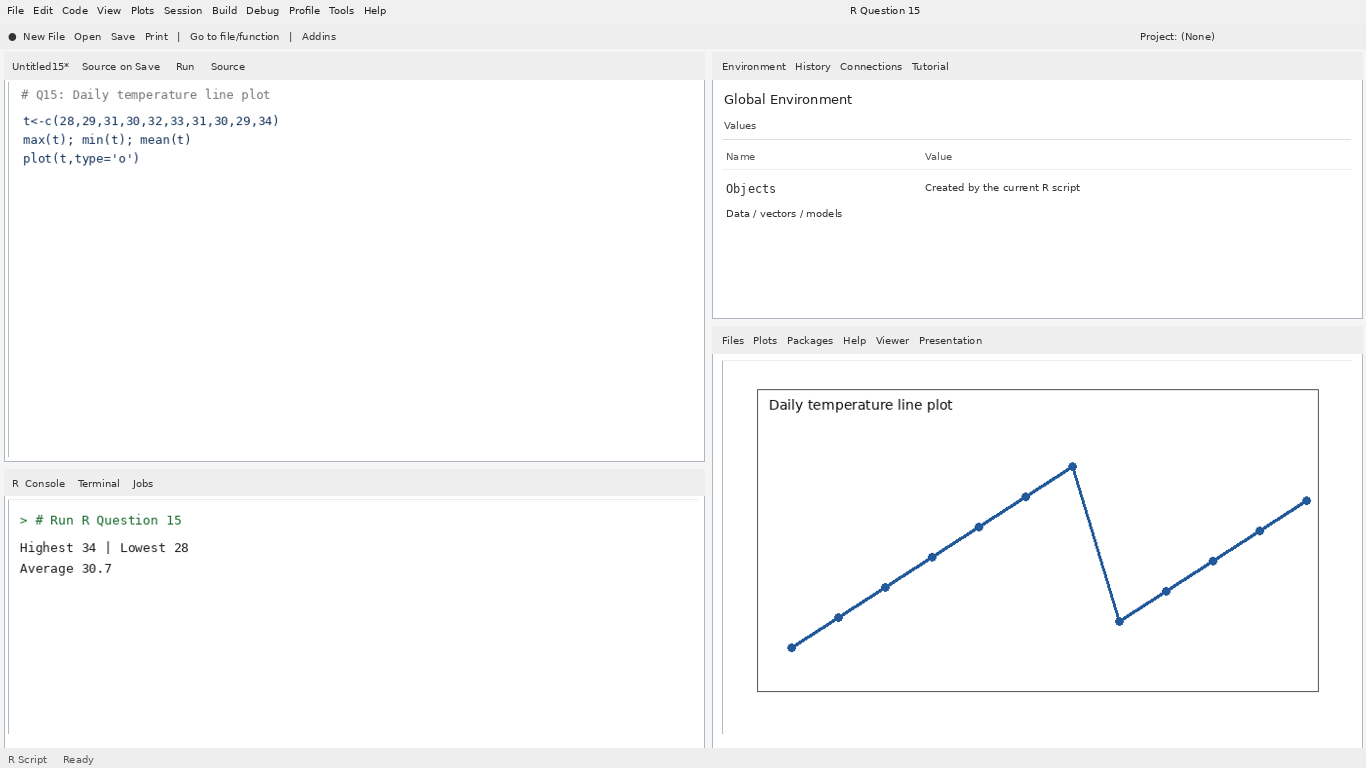 File Edit Code View Plots Session Build Debug Profile Tools Help
R Question 15
● New File Open Save Print | Go to file/function | Addins
Project: (None)
Untitled15* Source on Save Run Source
# Q15: Daily temperature line plot
t<-c(28,29,31,30,32,33,31,30,29,34)
max(t); min(t); mean(t)
plot(t,type='o')
R Console Terminal Jobs
> # Run R Question 15
Highest 34 | Lowest 28
Average 30.7
Environment History Connections Tutorial
Global Environment
Values
Name Value
Objects Created by the current R script
Data / vectors / models
Files Plots Packages Help Viewer Presentation
Daily temperature line plot
R Script Ready